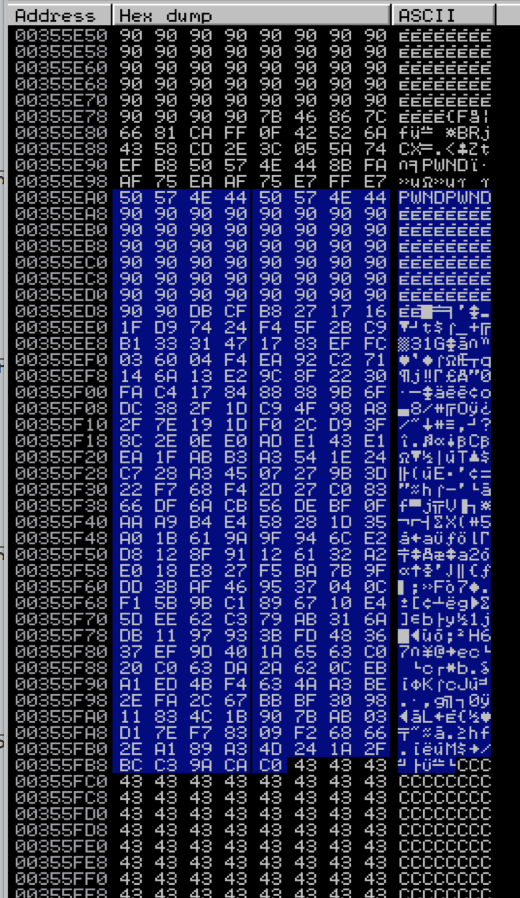 Address Hex dump ASCII
00355E50 90 90 90 90 90 90 90 90 ÉÉÉÉÉÉÉÉ
00355E58 90 90 90 90 90 90 90 90 ÉÉÉÉÉÉÉÉ
00355E60 90 90 90 90 90 90 90 90 ÉÉÉÉÉÉÉÉ
00355E68 90 90 90 90 90 90 90 90 ÉÉÉÉÉÉÉÉ
00355E70 90 90 90 90 90 90 90 90 ÉÉÉÉÉÉÉÉ
00355E78 90 90 90 90 7B 46 86 7C ÉÉÉÉ{Få|
00355E80 66 81 CA FF 0F 42 52 6A fü╩ ☼BRj
00355E88 43 58 CD 2E 3C 05 5A 74 CX═.<♣Zt
00355E90 EF B8 50 57 4E 44 8B FA ∩╕PWNDï·
00355E98 AF 75 EA AF 75 E7 FF E7 »uΩ»uτ τ
00355EA0 50 57 4E 44 50 57 4E 44 PWNDPWND
00355EA8 90 90 90 90 90 90 90 90 ÉÉÉÉÉÉÉÉ
00355EB0 90 90 90 90 90 90 90 90 ÉÉÉÉÉÉÉÉ
00355EB8 90 90 90 90 90 90 90 90 ÉÉÉÉÉÉÉÉ
00355EC0 90 90 90 90 90 90 90 90 ÉÉÉÉÉÉÉÉ
00355EC8 90 90 90 90 90 90 90 90 ÉÉÉÉÉÉÉÉ
00355ED0 90 90 90 90 90 90 90 90 ÉÉÉÉÉÉÉÉ
00355ED8 90 90 DB CF B8 27 17 16
00355EE0 1F D9 74 24 F4 5F 2B C9
00355EE8 B1 33 31 47 17 83 EF FC
00355EF0 03 60 04 F4 EA 92 C2 71
00355EF8 14 6A 13 E2 9C 8F 22 30
00355F00 FA C4 17 84 88 89 9B 6F
00355F08 DC 38 2F 1D C9 4F 98 A8
00355F10 2F 7E 19 1D F0 2C D9 3F
00355F18 8C 2E 0E E0 AD E1 43 E1
00355F20 EA 1F AB B3 A3 54 1E 24
00355F28 C7 28 A3 45 07 27 9B 3D
00355F30 22 F7 68 F4 2D 27 C0 83
00355F38 66 DF 6A CB 56 DE BF 0F
00355F40 AA A9 B4 E4 58 28 1D 35
00355F48 A0 1B 61 9A 9F 94 6C E2
00355F50 D8 12 8F 91 12 61 32 A2
00355F58 E0 18 E8 27 F5 BA 7B 9F
00355F60 DD 3B AF 46 95 37 04 0C
00355F68 F1 5B 9B C1 89 67 10 E4
00355F70 5D EE 62 C3 79 AB 31 6A
00355F78 DB 11 97 93 3B FD 48 36
00355F80 37 EF 9D 40 1A 65 63 C0
00355F88 20 C0 63 DA 2A 62 0C EB
00355F90 A1 ED 4B F4 63 4A A3 BE
00355F98 2E FA 2C 67 BB BF 30 98
00355FA0 11 83 4C 1B 90 7B AB 03
00355FA8 D1 7E F7 83 09 F2 68 66
00355FB0 2E A1 89 A3 4D 24 1A 2F
00355FB8 BC C3 9A CA C0 43 43 43
00355FC0 43 43 43 43 43 43 43 43 CCCCCCCC
00355FC8 43 43 43 43 43 43 43 43 CCCCCCCC
00355FD0 43 43 43 43 43 43 43 43 CCCCCCCC
00355FD8 43 43 43 43 43 43 43 43 CCCCCCCC
00355FE0 43 43 43 43 43 43 43 43 CCCCCCCC
00355FE8 43 43 43 43 43 43 43 43 CCCCCCCC
00355FF0 43 43 43 43 43 43 43 43 CCCCCCCC
00355FF8 43 43 43 43 43 43 43 43 CCCCCCCC